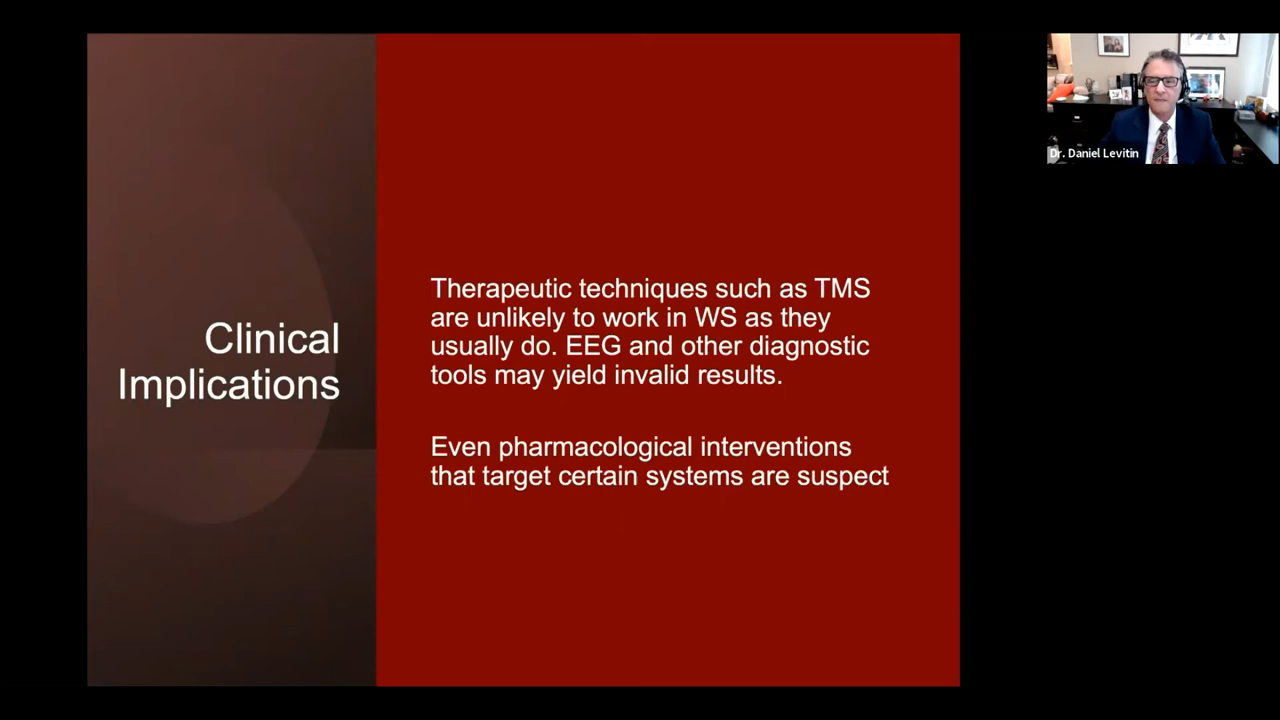 Clinical
Implications
Therapeutic techniques such as TMS
are unlikely to work in WS as they
usually do. EEG and other diagnostic
tools may yield invalid results.
Even pharmacological interventions
that target certain systems are suspect
Dr. Daniel Levitin